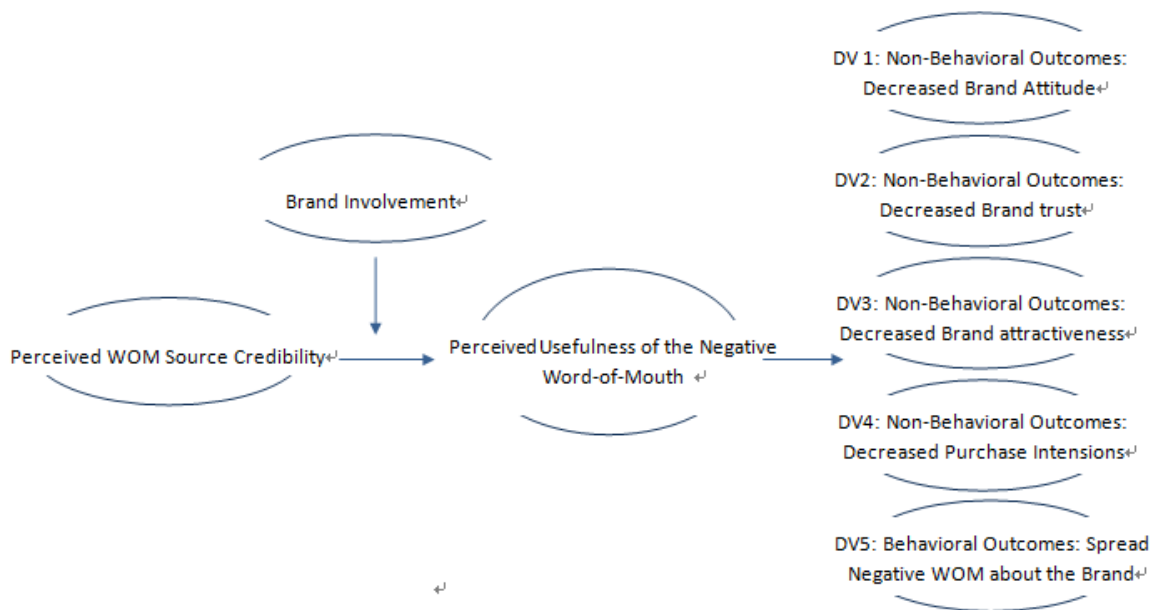 DV 1: Non-Behavioral Outcomes:
Decreased Brand Attitude↵
DV2: Non-Behavioral Outcomes:
Decreased Brand trust↵
Brand Involvement↵
DV3: Non-Behavioral Outcomes:
Decreased Brand attractiveness↵
Perceived WOM Source Credibility↵
Perceived Usefulness of the Negative
Word-of-Mouth ↵
DV4: Non-Behavioral Outcomes:
Decreased Purchase Intensions↵
DV5: Behavioral Outcomes: Spread
Negative WOM about the Brand↵
↵